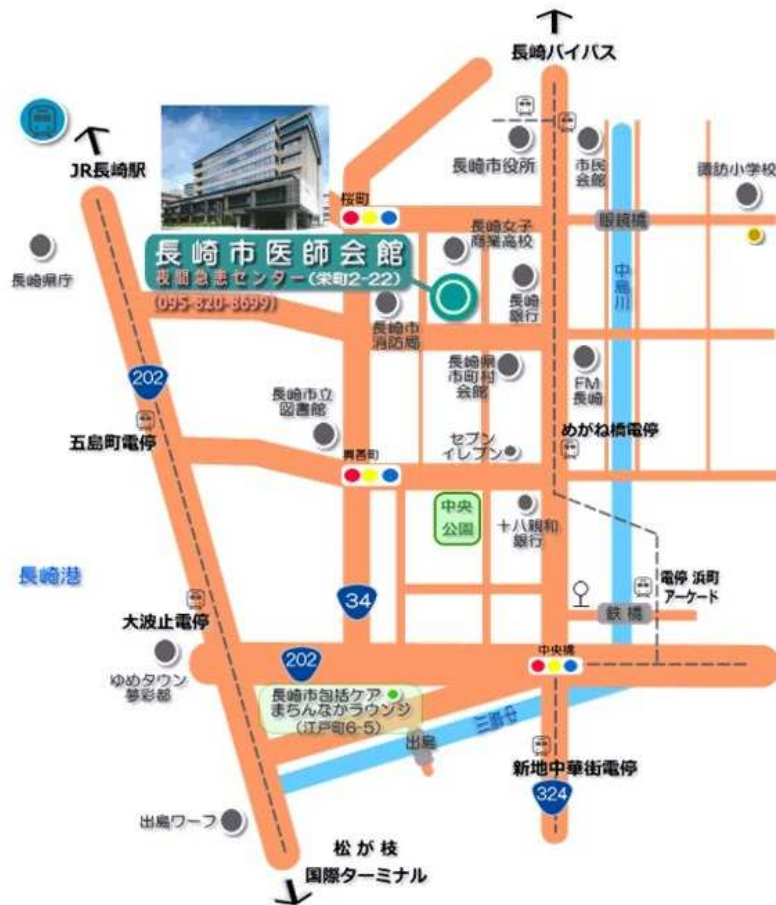 長崎バイパス
JR長崎駅
長崎市役所
市民
会館
諏訪小学校
桜町
長崎女子
商業高校
眼鏡橋
長崎市医師会館
夜間急患センター(栄町2-22)
(095-820-8699)
長崎県庁
中島川
長崎
銀行
長崎市
消防局
長崎県
市町村
会館
FM
長崎
202
長崎市立
図書館
五島町電停
めがね橋電停
セブン
イレブン
興善町
中央
公園
十八親和
銀行
長崎港
電停 浜町
アーケード
34
大波止電停
鉄橋
中央橋
202
ゆめタウン
夢彩都
長崎市包括ケア
まちんなかラウンジ
(江戸町6-5)
中島川
出島
新地中華街電停
324
出島ワーフ
松が枝
国際ターミナル